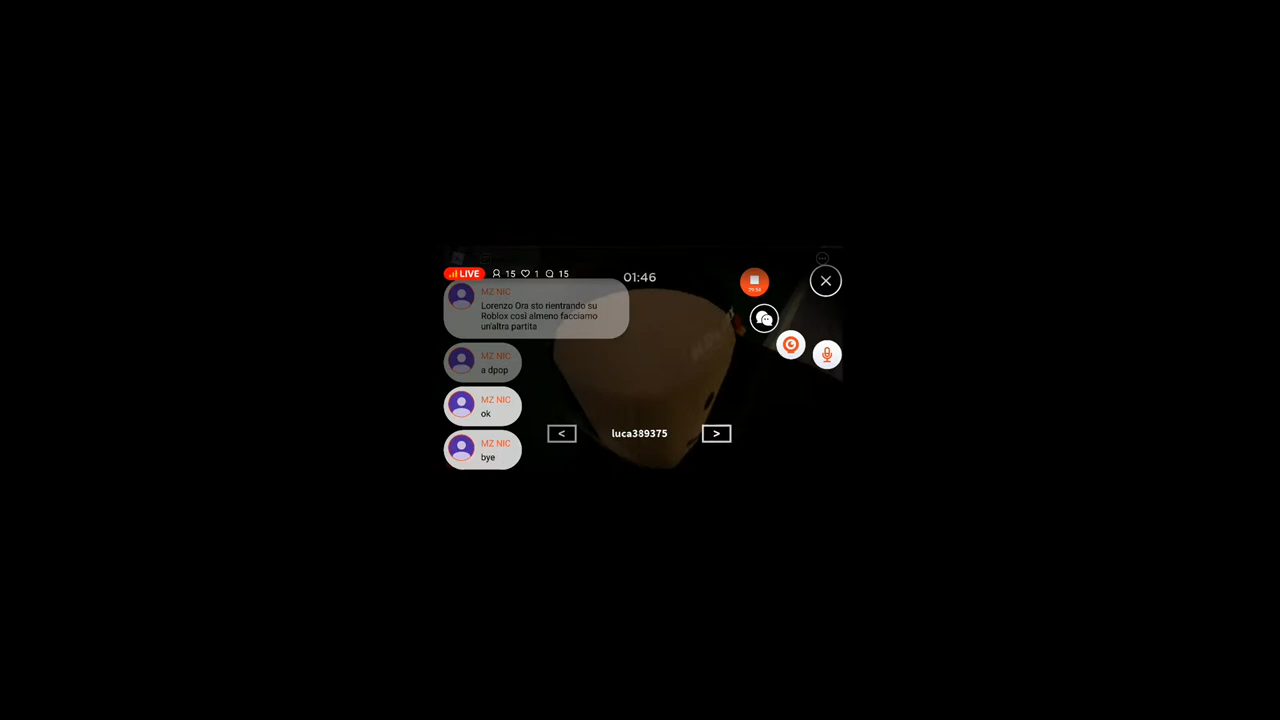 LIVE 15 1 15
01:46
MZ NIC
Lorenzo Ora sto rientrando su
Roblox così almeno facciamo
un'altra partita
MZ NIC
a dpop
MZ NIC
ok
MZ NIC
bye
< luca389375 >